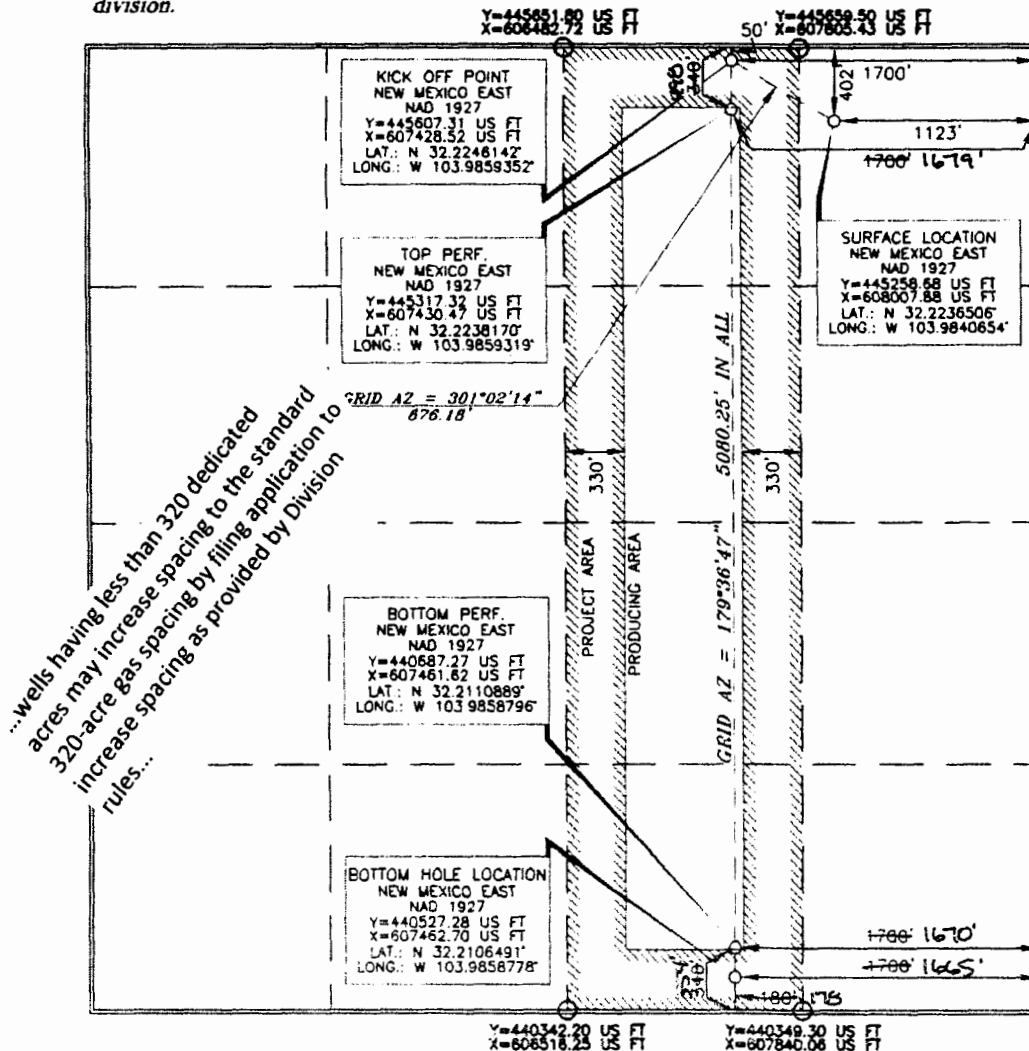 division.
Y=445651.80 US FT
X=606482.72 US FT
Y=445659.50 US FT
X=607805.43 US FT
50'
1700'
402'
340'
1123'
1700' 1679'
KICK OFF POINT
NEW MEXICO EAST
NAD 1927
Y=445607.31 US FT
X=607428.52 US FT
LAT.: N 32.2246142°
LONG.: W 103.9859352°
TOP PERF.
NEW MEXICO EAST
NAD 1927
Y=445317.32 US FT
X=607430.47 US FT
LAT.: N 32.2238170°
LONG.: W 103.9859319°
SURFACE LOCATION
NEW MEXICO EAST
NAD 1927
Y=445258.68 US FT
X=608007.88 US FT
LAT.: N 32.2236506°
LONG.: W 103.9840654°
GRID AZ = 301°02'14"
676.18'
...wells having less than 320 dedicated
acres may increase spacing to the standard
320-acre gas spacing by filing application to
increase spacing as provided by Division
rules...
330'
330'
PROJECT AREA
PRODUCING AREA
GRID AZ = 179°36'47" 5080.25' IN ALL
BOTTOM PERF.
NEW MEXICO EAST
NAD 1927
Y=440687.27 US FT
X=607461.62 US FT
LAT.: N 32.2110889°
LONG.: W 103.9858796°
BOTTOM HOLE LOCATION
NEW MEXICO EAST
NAD 1927
Y=440527.28 US FT
X=607462.70 US FT
LAT.: N 32.2106491°
LONG.: W 103.9858778°
1700' 1670'
1700' 1665'
340'
180' 178
Y=440342.20 US FT
X=606516.25 US FT
Y=440349.30 US FT
X=607840.06 US FT